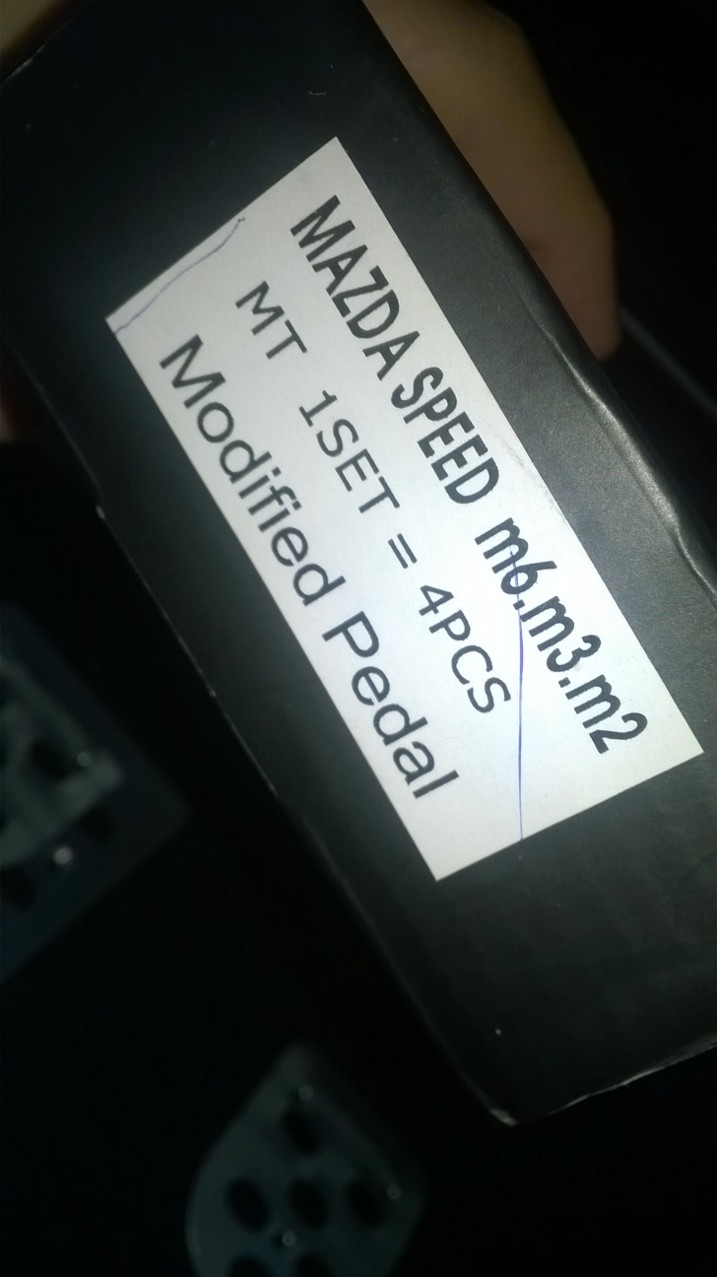 MAZDA SPEED m6.m3.m2
MT 1SET = 4PCS
Modified Pedal